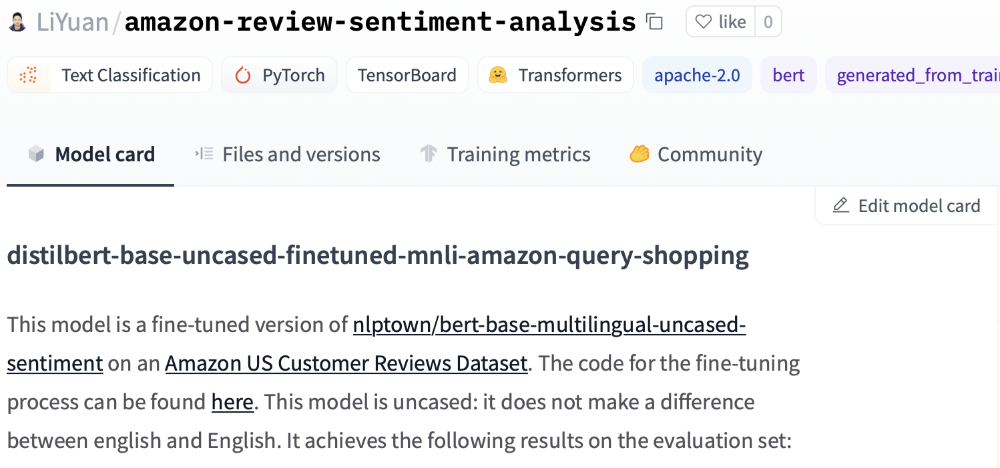 LiYuan/amazon-review-sentiment-analysis like 0
Text Classification PyTorch TensorBoard Transformers apache-2.0 bert generated_from_trai
Model card Files and versions Training metrics Community
Edit model card
distilbert-base-uncased-finetuned-mnli-amazon-query-shopping
This model is a fine-tuned version of nlptown/bert-base-multilingual-uncased-
sentiment on an Amazon US Customer Reviews Dataset. The code for the fine-tuning
process can be found here. This model is uncased: it does not make a difference
between english and English. It achieves the following results on the evaluation set: